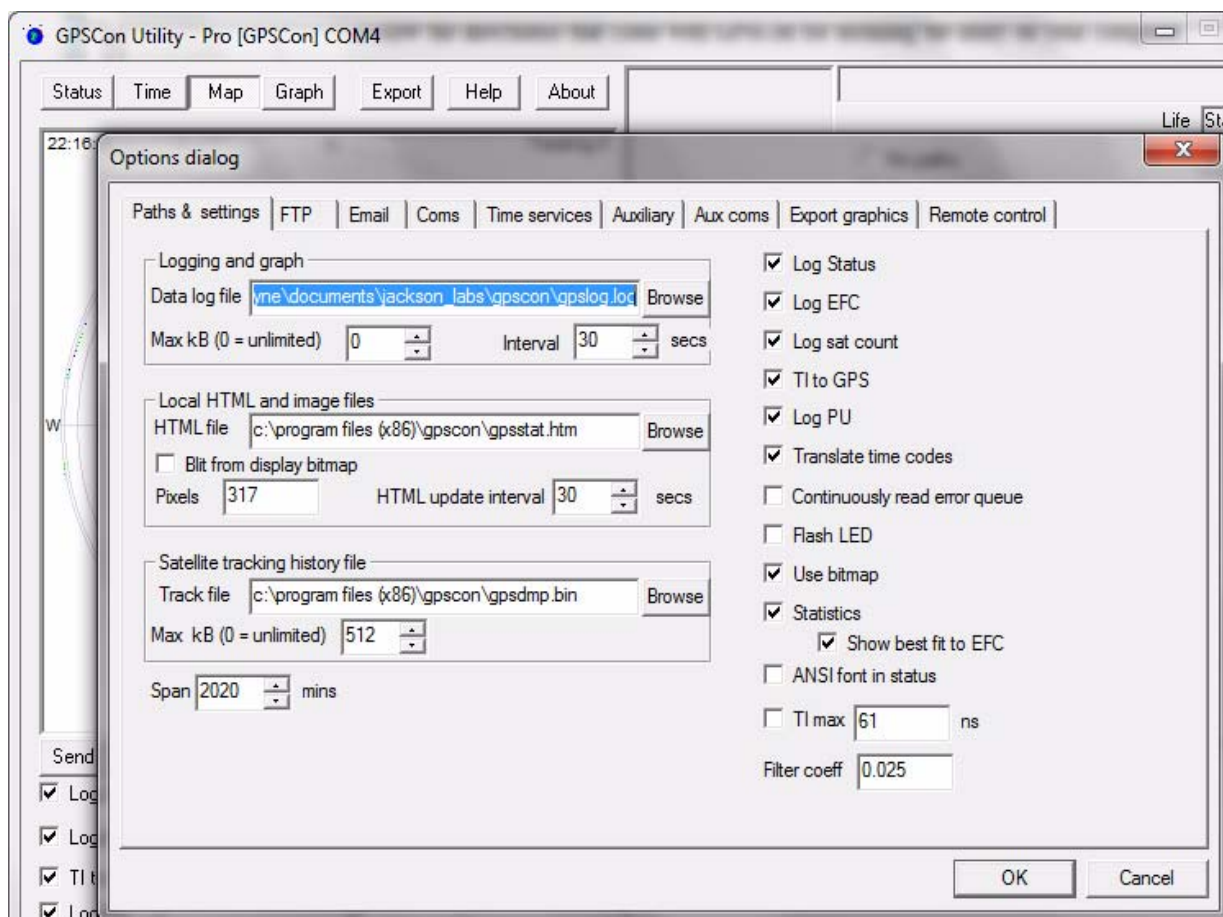 GPSCon Utility - Pro [GPSCon] COM4
Status Time Map Graph Export Help About
Life St
22:16:
Options dialog
Paths & settings FTP Email Coms Time services Auxiliary Aux coms Export graphics Remote control
Logging and graph
Data log file yne\documents\jackson_labs\gpscon\gpslog.log Browse
Max kB (0 = unlimited) 0 Interval 30 secs
Local HTML and image files
HTML file c:\program files (x86)\gpscon\gpsstat.htm Browse
Blit from display bitmap
Pixels 317 HTML update interval 30 secs
Satellite tracking history file
Track file c:\program files (x86)\gpscon\gpsdmp.bin Browse
Max kB (0 = unlimited) 512
Span 2020 mins
Log Status
Log EFC
Log sat count
TI to GPS
Log PU
Translate time codes
Continuously read error queue
Flash LED
Use bitmap
Statistics
Show best fit to EFC
ANSI font in status
TI max 61 ns
Filter coeff 0.025
OK Cancel
W
Send
Log
Log
TI t
Log